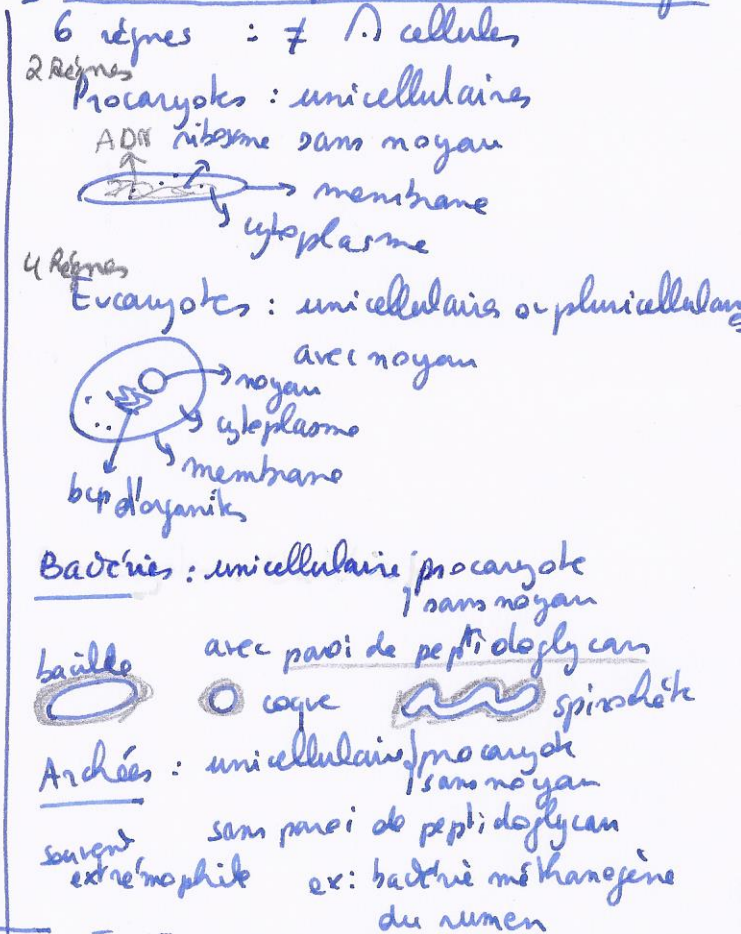 6 règnes : ≠ cellules
2 Règnes
Procaryotes : unicellulaires
ADN ribosome sans noyau
membrane
cytoplasme
4 Règnes
Eucaryotes : unicellulaires ou pluricellulaires
avec noyau
noyau
cytoplasme
membrane
bcp d'organites
Bactéries : unicellulaire, procaryote
sans noyau
avec paroi de peptidoglycan
bacille
coque
spirochète
Archées : unicellulaire, procaryote
sans noyau
sans paroi de peptidoglycan
souvent
extrêmophile ex: bactérie méthanogène
du rumen